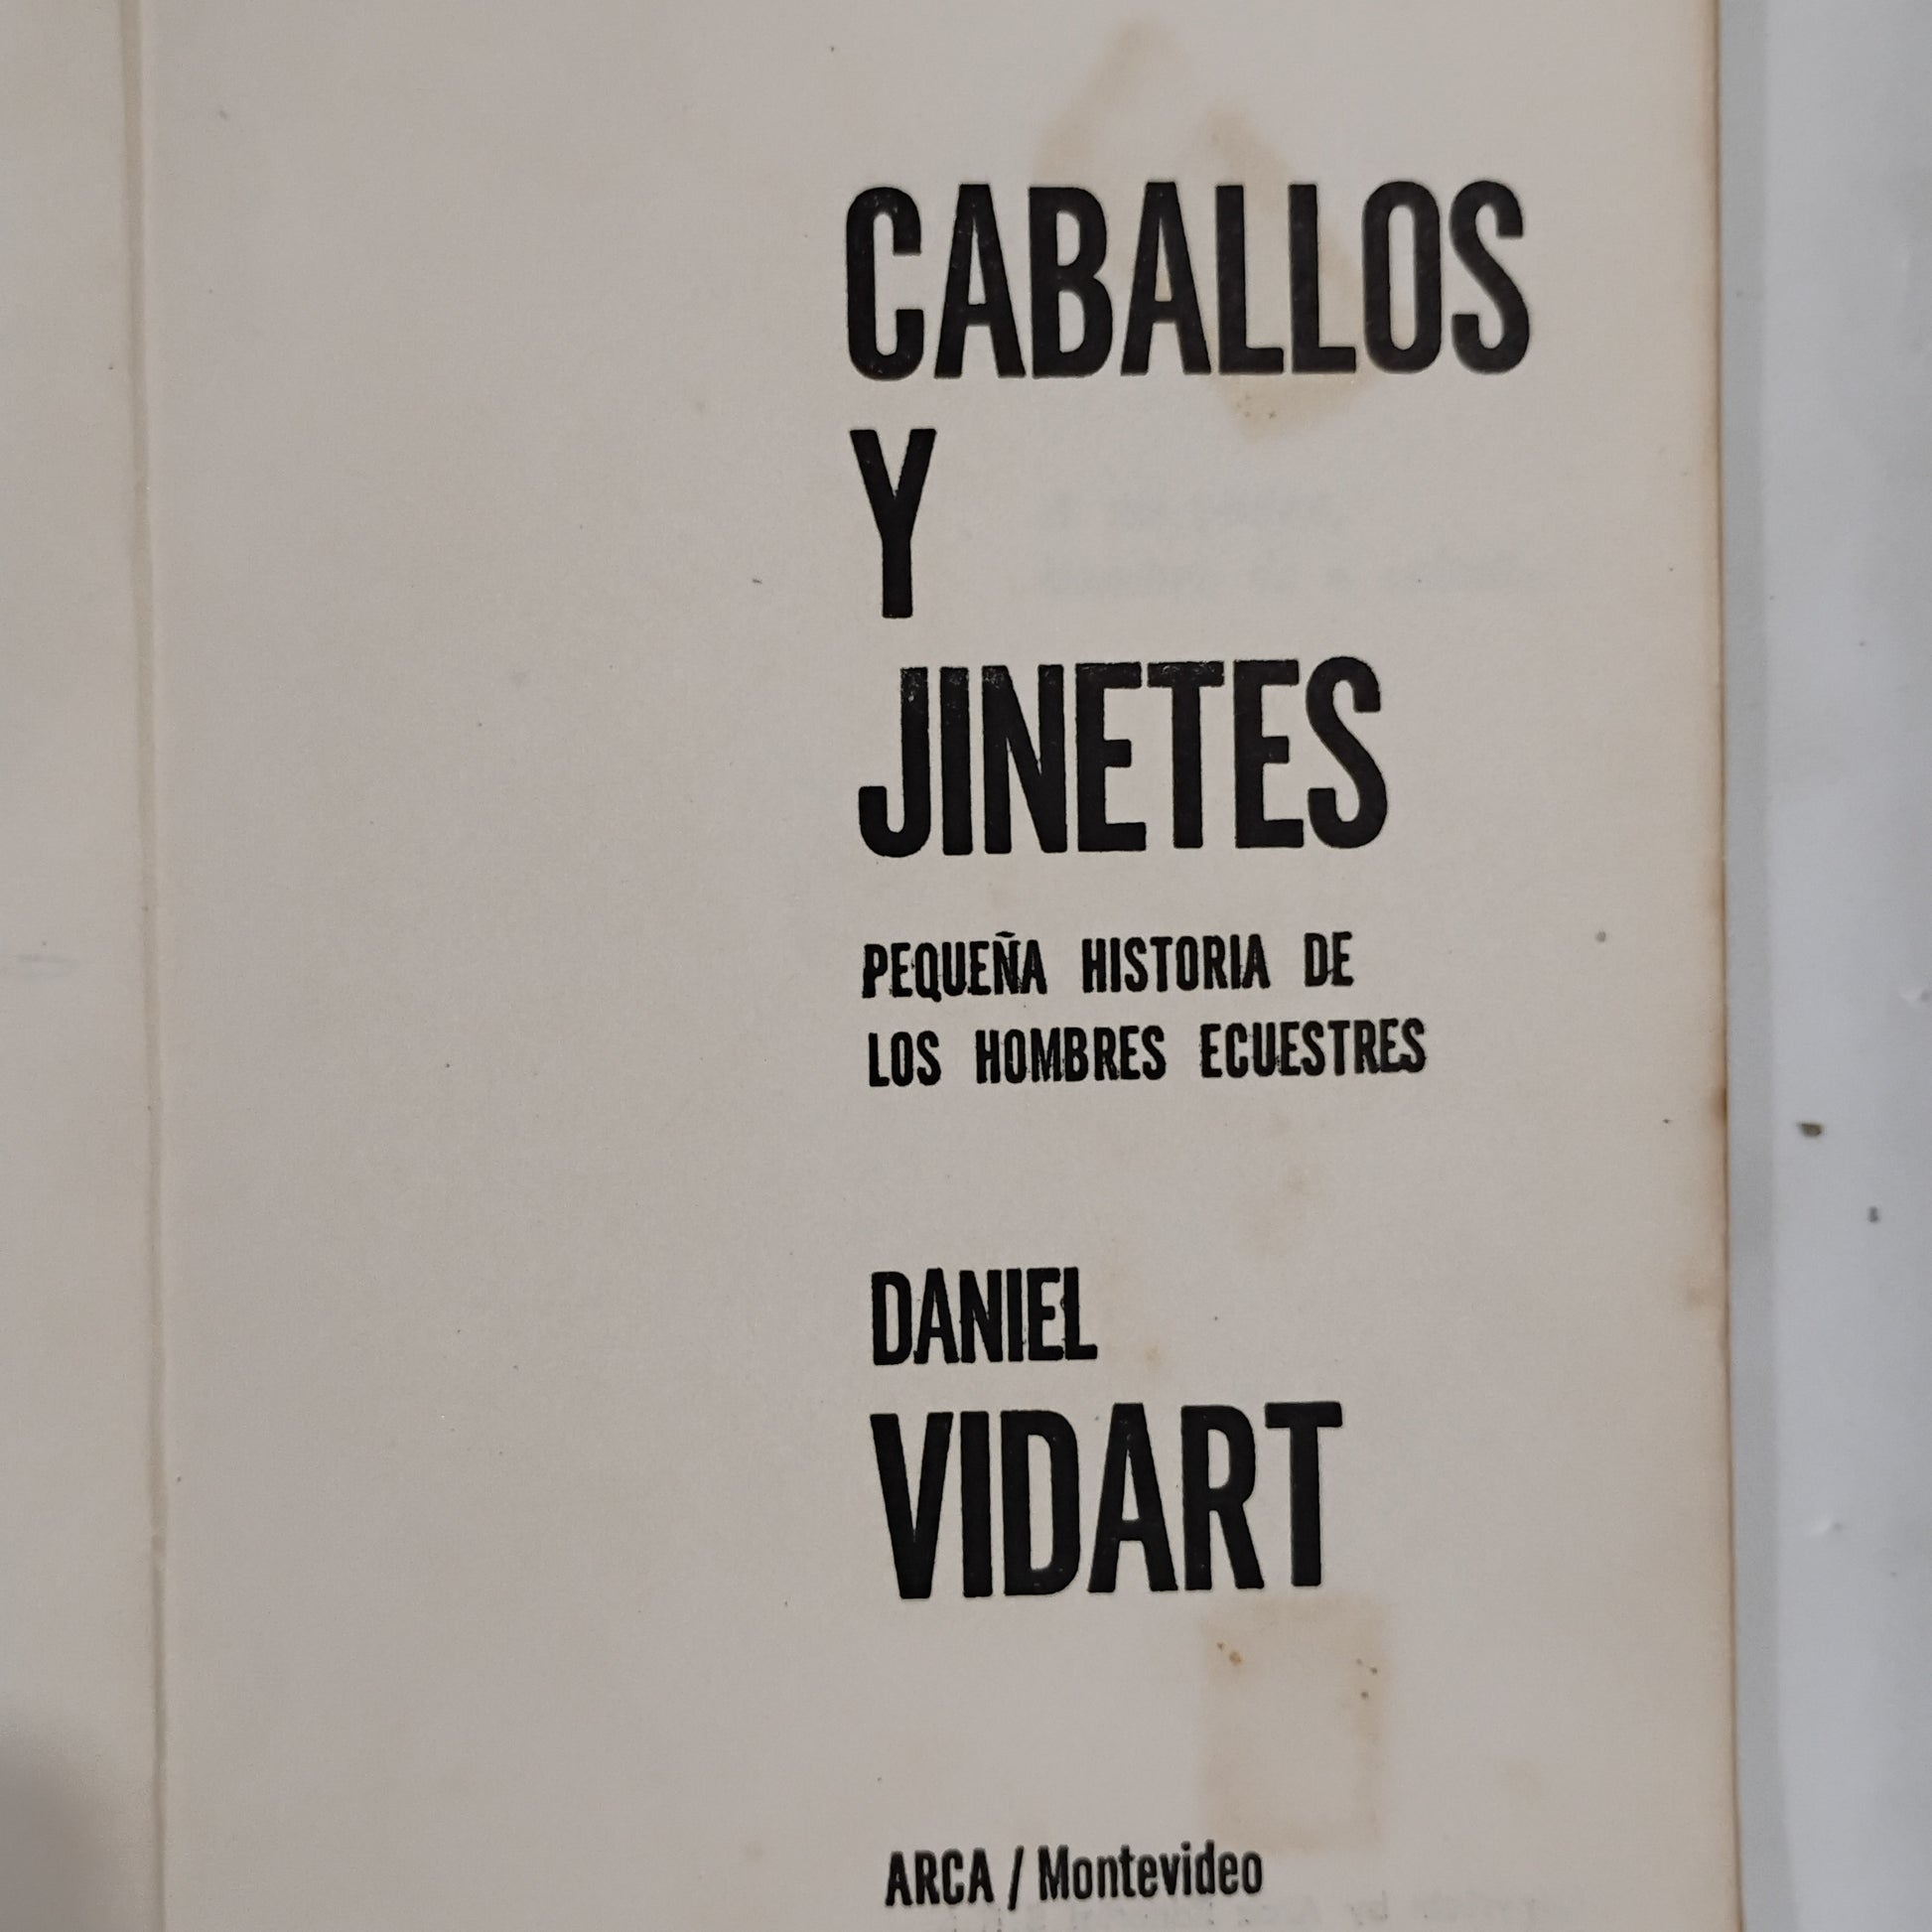 CABALLOS
Y
JINETES
PEQUEÑA HISTORIA DE
LOS HOMBRES ECUESTRES
DANIEL
VIDART
ARCA / Montevideo